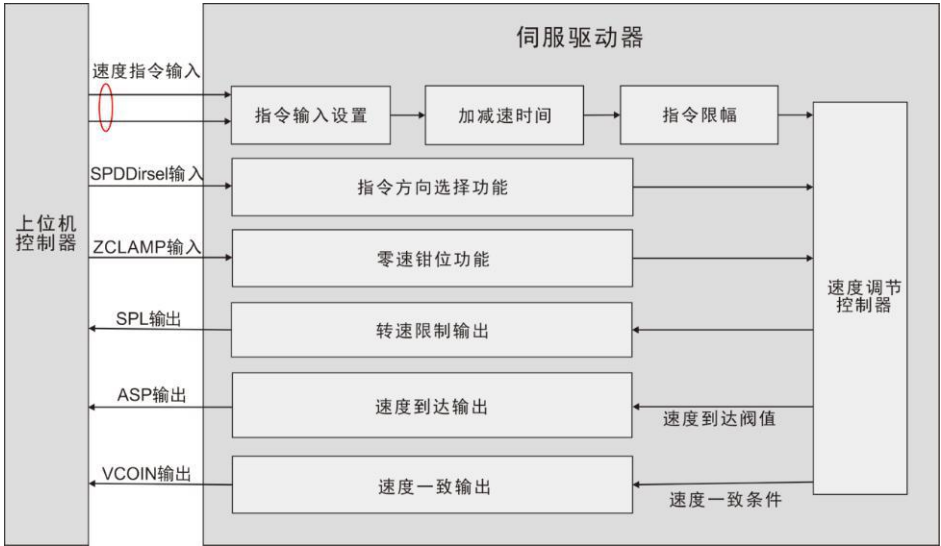 伺服驱动器
速度指令输入
指令输入设置
加减速时间
指令限幅
SPDDirsel输入
指令方向选择功能
上位机
控制器
ZCLAMP输入
零速钳位功能
速度调节
控制器
SPL输出
转速限制输出
ASP输出
速度到达输出
速度到达阀值
VCOIN输出
速度一致输出
速度一致条件